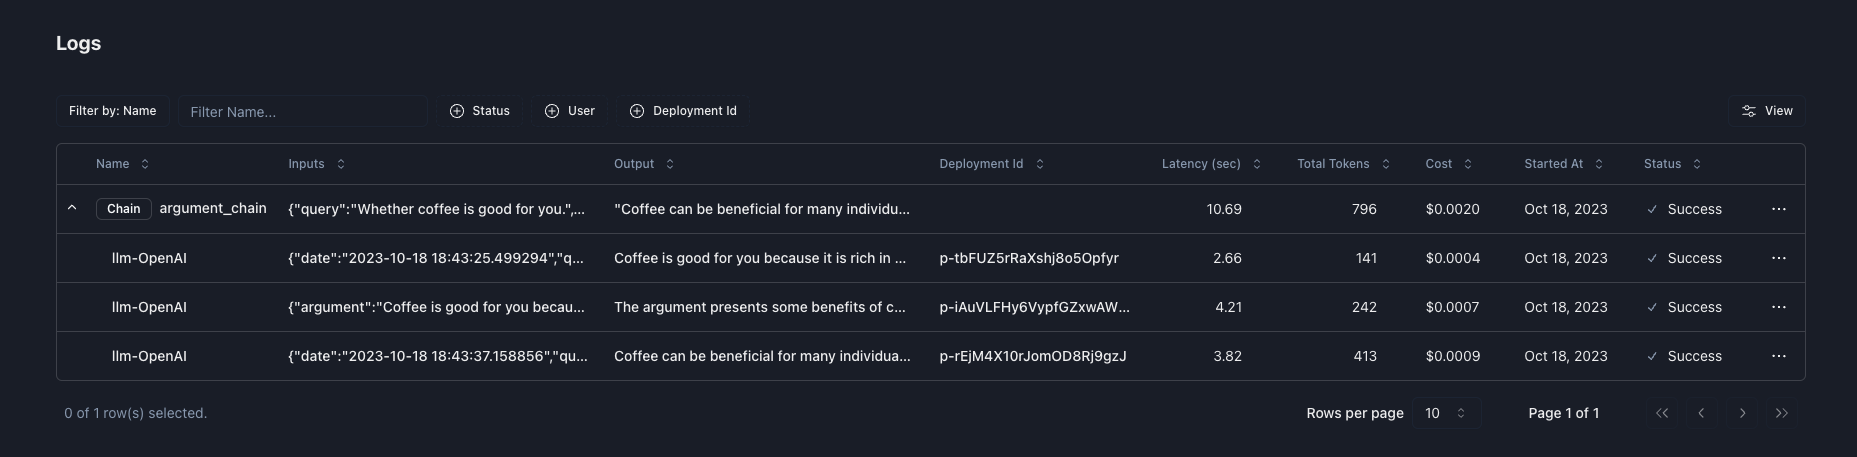 Logs
Filter by: Name Filter Name... Status User Deployment Id View
Name Inputs Output Deployment Id Latency (sec) Total Tokens Cost Started At Status
Chain argument_chain {"query":"Whether coffee is good for you.",... "Coffee can be beneficial for many individu... 10.69 796 $0.0020 Oct 18, 2023 Success ...
llm-OpenAI {"date":"2023-10-18 18:43:25.499294","q... Coffee is good for you because it is rich in ... p-tbFUZ5rRaXshj8o5Opfyr 2.66 141 $0.0004 Oct 18, 2023 Success ...
llm-OpenAI {"argument":"Coffee is good for you becau... The argument presents some benefits of c... p-iAuVLFHy6VypfGZxwAW... 4.21 242 $0.0007 Oct 18, 2023 Success ...
llm-OpenAI {"date":"2023-10-18 18:43:37.158856","qu... Coffee can be beneficial for many individua... p-rEjM4X10rJomOD8Rj9gzJ 3.82 413 $0.0009 Oct 18, 2023 Success ...
0 of 1 row(s) selected. Rows per page 10 Page 1 of 1